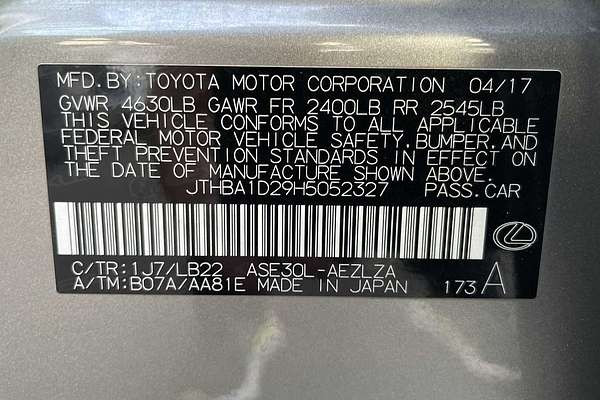 MFD.BY:TOYOTA MOTOR CORPORATION 04/17
GVWR 4630LB GAWR FR 2400LB RR 2545LB
THIS VEHICLE CONFORMS TO ALL APPLICABLE
FEDERAL MOTOR VEHICLE SAFETY,BUMPER,AND
THEFT PREVENTION STANDARDS IN EFFECT ON
THE DATE OF MANUFACTURE SHOWN ABOVE.
JTHBA1D29H5052327 PASS.CAR
C/TR:1J7/LB22 ASE30L-AEZLZA
A/TM:B07A/AA81E MADE IN JAPAN 173A